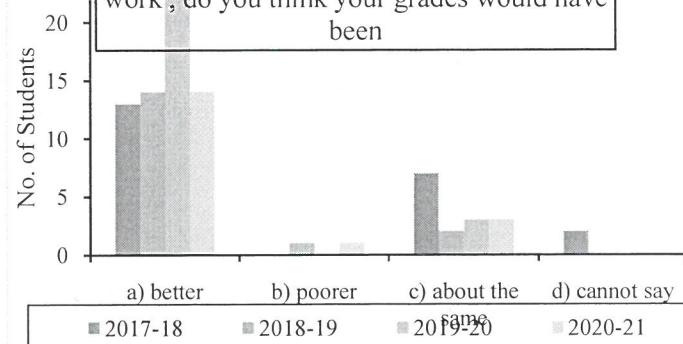 work , do you think your grades would have
been
20
15
10
5
0
No. of Students
a) better b) poorer c) about the same d) cannot say
2017-18 2018-19 2019-20 2020-21